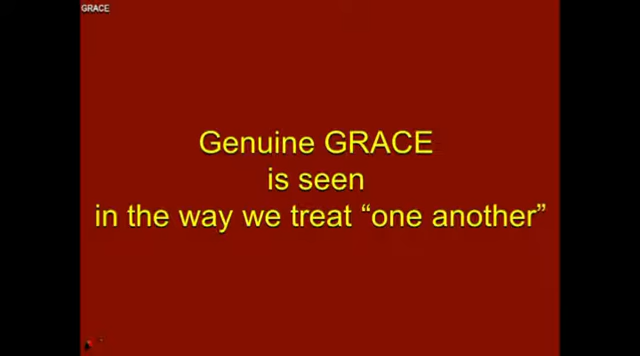 GRACE
Genuine GRACE
is seen
in the way we treat “one another”